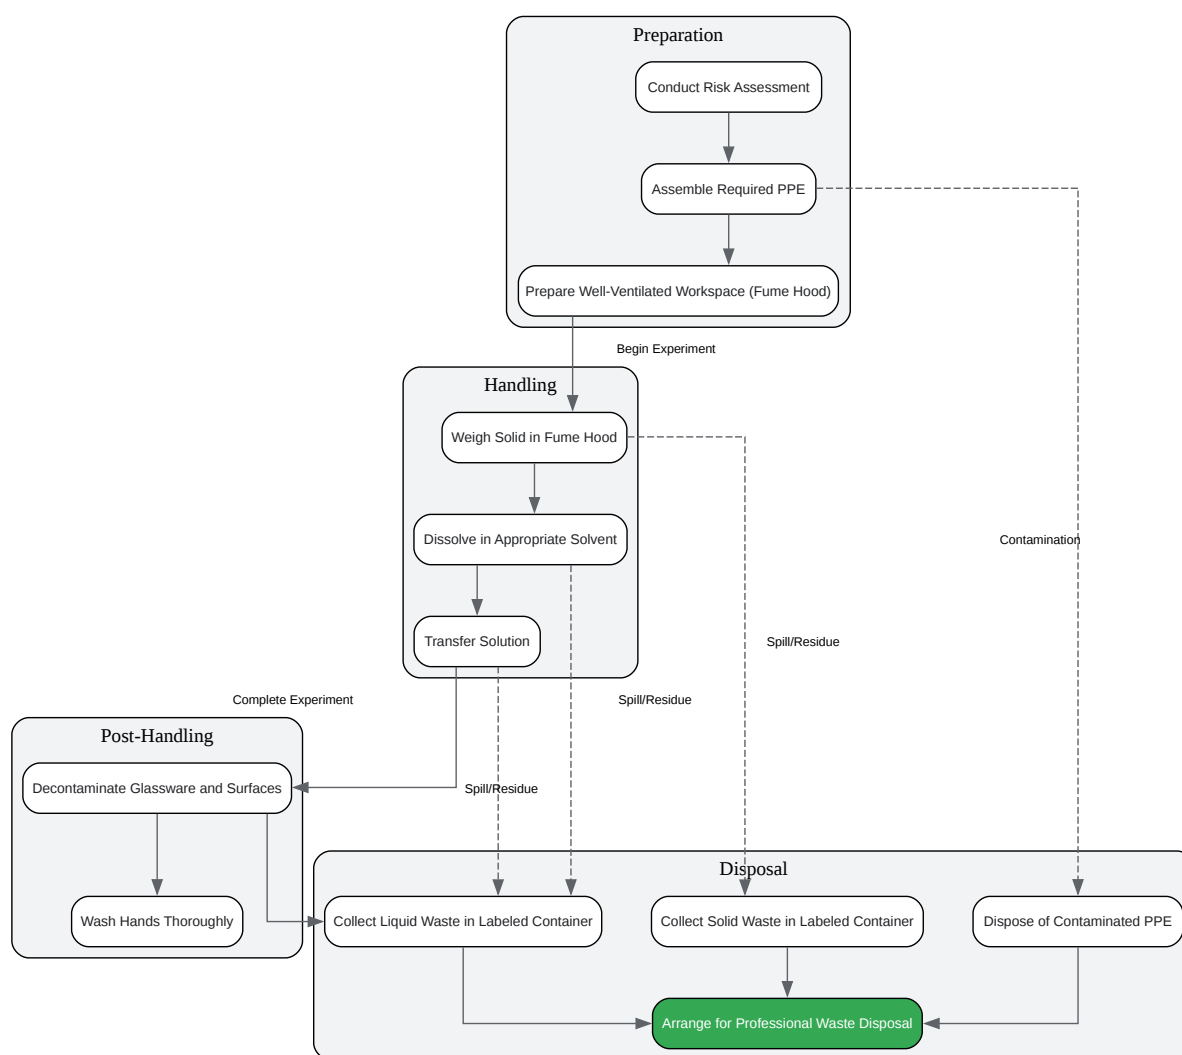 Preparation
Conduct Risk Assessment
Assemble Required PPE
Prepare Well-Ventilated Workspace (Fume Hood)
Begin Experiment
Handling
Weigh Solid in Fume Hood
Dissolve in Appropriate Solvent
Contamination
Transfer Solution
Spill/Residue
Complete Experiment
Spill/Residue
Post-Handling
Decontaminate Glassware and Surfaces
Spill/Residue
Disposal
Wash Hands Thoroughly
Collect Liquid Waste in Labeled Container
Collect Solid Waste in Labeled Container
Dispose of Contaminated PPE
Arrange for Professional Waste Disposal